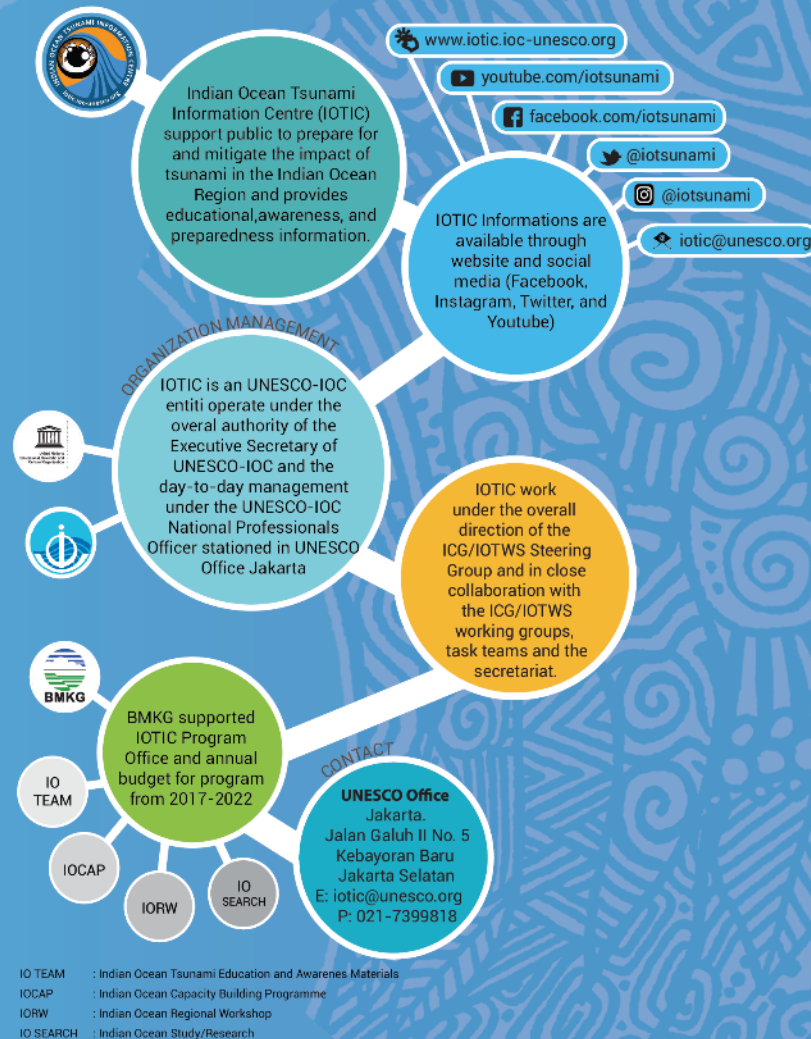 INDIAN OCEAN TSUNAMI INFORMATION CENTRE
Indian Ocean Tsunami
Information Centre (IOTIC)
support public to prepare for
and mitigate the impact of
tsunami in the Indian Ocean
Region and provides
educational,awareness, and
preparedness information.
www.iotic.ioc-unesco.org
youtube.com/iotsunami
facebook.com/iotsunami
@iotsunami
@iotsunami
iotic@unesco.org
IOTIC Informations are
available through
website and social
media (Facebook,
Instagram, Twitter, and
Youtube)
ORGANIZATION MANAGEMENT
IOTIC is an UNESCO-IOC
entiti operate under the
overal authority of the
Executive Secretary of
UNESCO-IOC and the
day-to-day management
under the UNESCO-IOC
National Professionals
Officer stationed in UNESCO
Office Jakarta
IOTIC work
under the overall
direction of the
ICG/IOTWS Steering
Group and in close
collaboration with
the ICG/IOTWS
working groups,
task teams and the
secretariat.
BMKG
BMKG supported
IOTIC Program
Office and annual
budget for program
from 2017-2022
IO
TEAM
IOCAP
IORW
IO
SEARCH
CONTACT
UNESCO Office
Jakarta.
Jalan Galuh II No. 5
Kebayoran Baru
Jakarta Selatan
E: iotic@unesco.org
P: 021-7399818
IO TEAM : Indian Ocean Tsunami Education and Awarenes Materials
IOCAP : Indian Ocean Capacity Building Programme
IORW : Indian Ocean Regional Workshop
IO SEARCH : Indian Ocean Study/Research